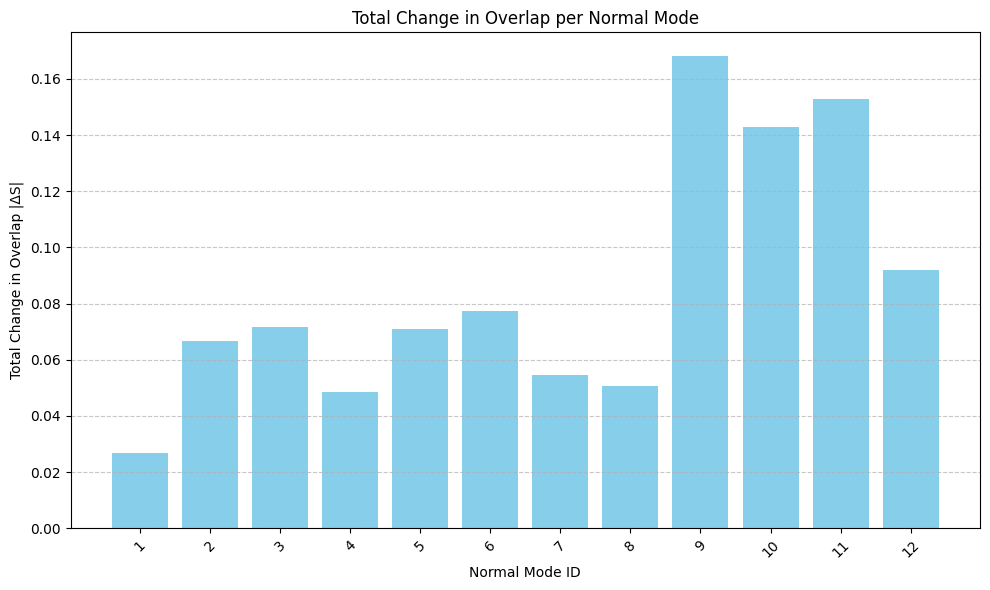 Total Change in Overlap per Normal Mode
Total Change in Overlap |ΔS|
0.16
0.14
0.12
0.10
0.08
0.06
0.04
0.02
0.00
1 2 3 4 5 6 7 8 9 10 11 12
Normal Mode ID